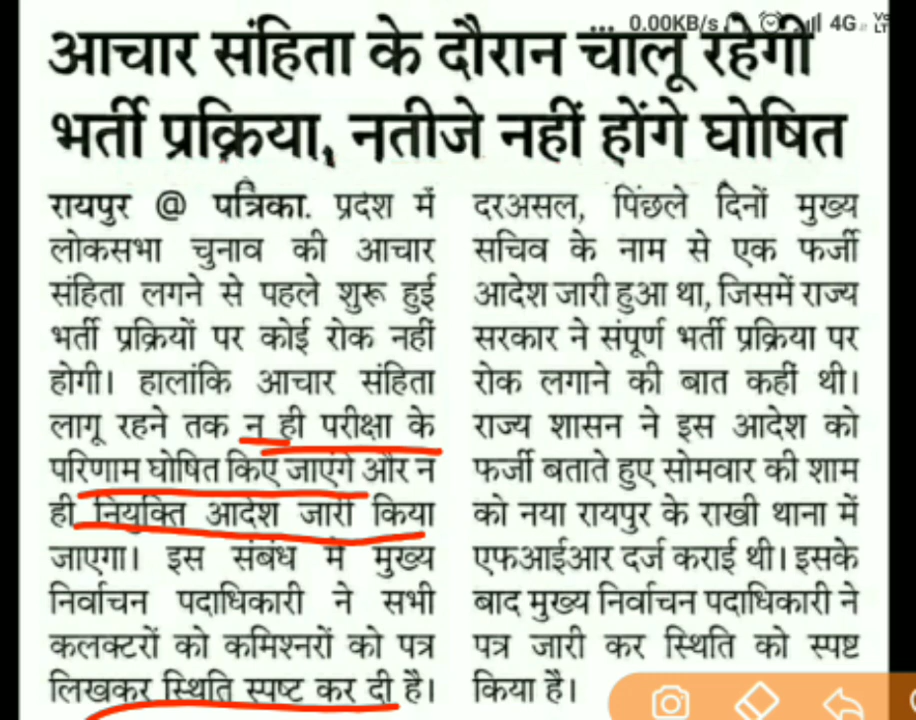 ... 0.00KB/s 4G
आचार संहिता के दौरान चालू रहेगी
भर्ती प्रक्रिया, नतीजे नहीं होंगे घोषित
रायपुर @ पत्रिका. प्रदेश में
लोकसभा चुनाव की आचार
संहिता लगने से पहले शुरू हुई
भर्ती प्रक्रियों पर कोई रोक नहीं
होगी। हालांकि आचार संहिता
लागू रहने तक न ही परीक्षा के
परिणाम घोषित किए जाएंगे और न
ही नियुक्ति आदेश जारी किया
जाएगा। इस संबंध में मुख्य
निर्वाचन पदाधिकारी ने सभी
कलक्टरों को कमिश्नरों को पत्र
लिखकर स्थिति स्पष्ट कर दी है।
दरअसल, पिंछले दिनों मुख्य
सचिव के नाम से एक फर्जी
आदेश जारी हुआ था, जिसमें राज्य
सरकार ने संपूर्ण भर्ती प्रक्रिया पर
रोक लगाने की बात कहीं थी।
राज्य शासन ने इस आदेश को
फर्जी बताते हुए सोमवार की शाम
को नया रायपुर के राखी थाना में
एफआईआर दर्ज कराई थी। इसके
बाद मुख्य निर्वाचन पदाधिकारी ने
पत्र जारी कर स्थिति को स्पष्ट
किया है।